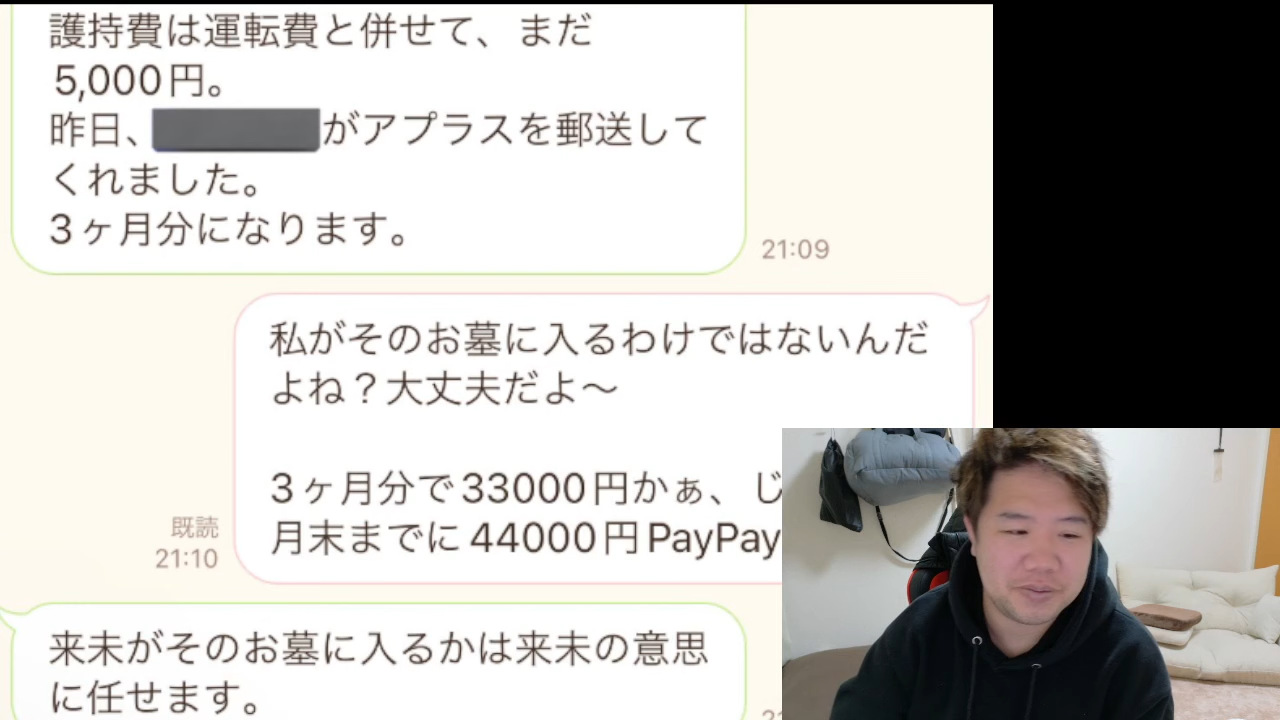 護持費は運転費と併せて、まだ
5,000円。
昨日、がアプラスを郵送して
くれました。
3ヶ月分になります。
21:09
私がそのお墓に入るわけではないんだ
よね？大丈夫だよ〜
3ヶ月分で33000円かぁ、じ
月末までに44000円PayPay
既読
21:10
来未がそのお墓に入るかは来未の意思
に任せます。